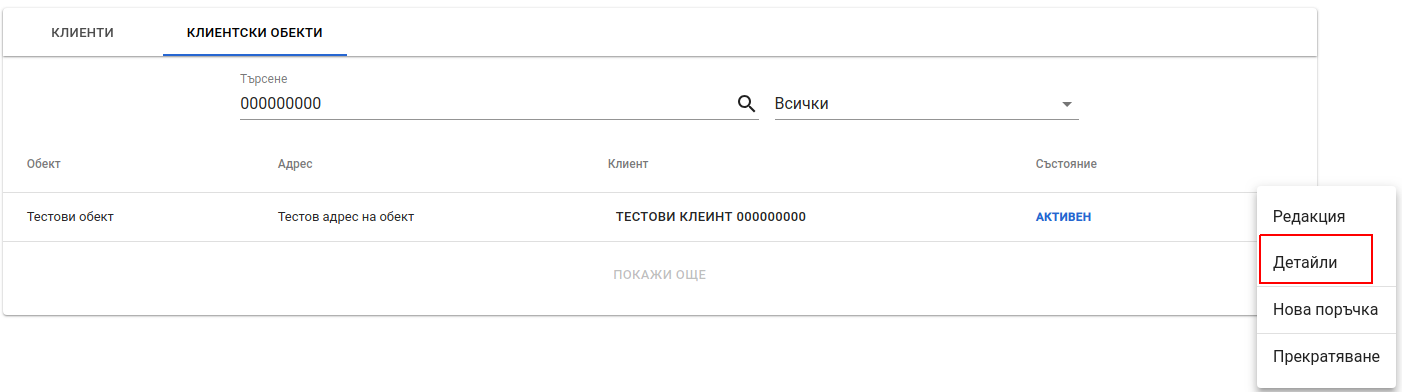 КЛИЕНТИ КЛИЕНТСКИ ОБЕКТИ
Търсене
000000000 Всички
Обект Адрес Клиент Състояние
Тестови обект Тестов адрес на обект ТЕСТОВИ КЛЕИНТ 000000000 АКТИВЕН
ПОКАЖИ ОЩЕ
Редакция
Детайли
Нова поръчка
Прекратяване